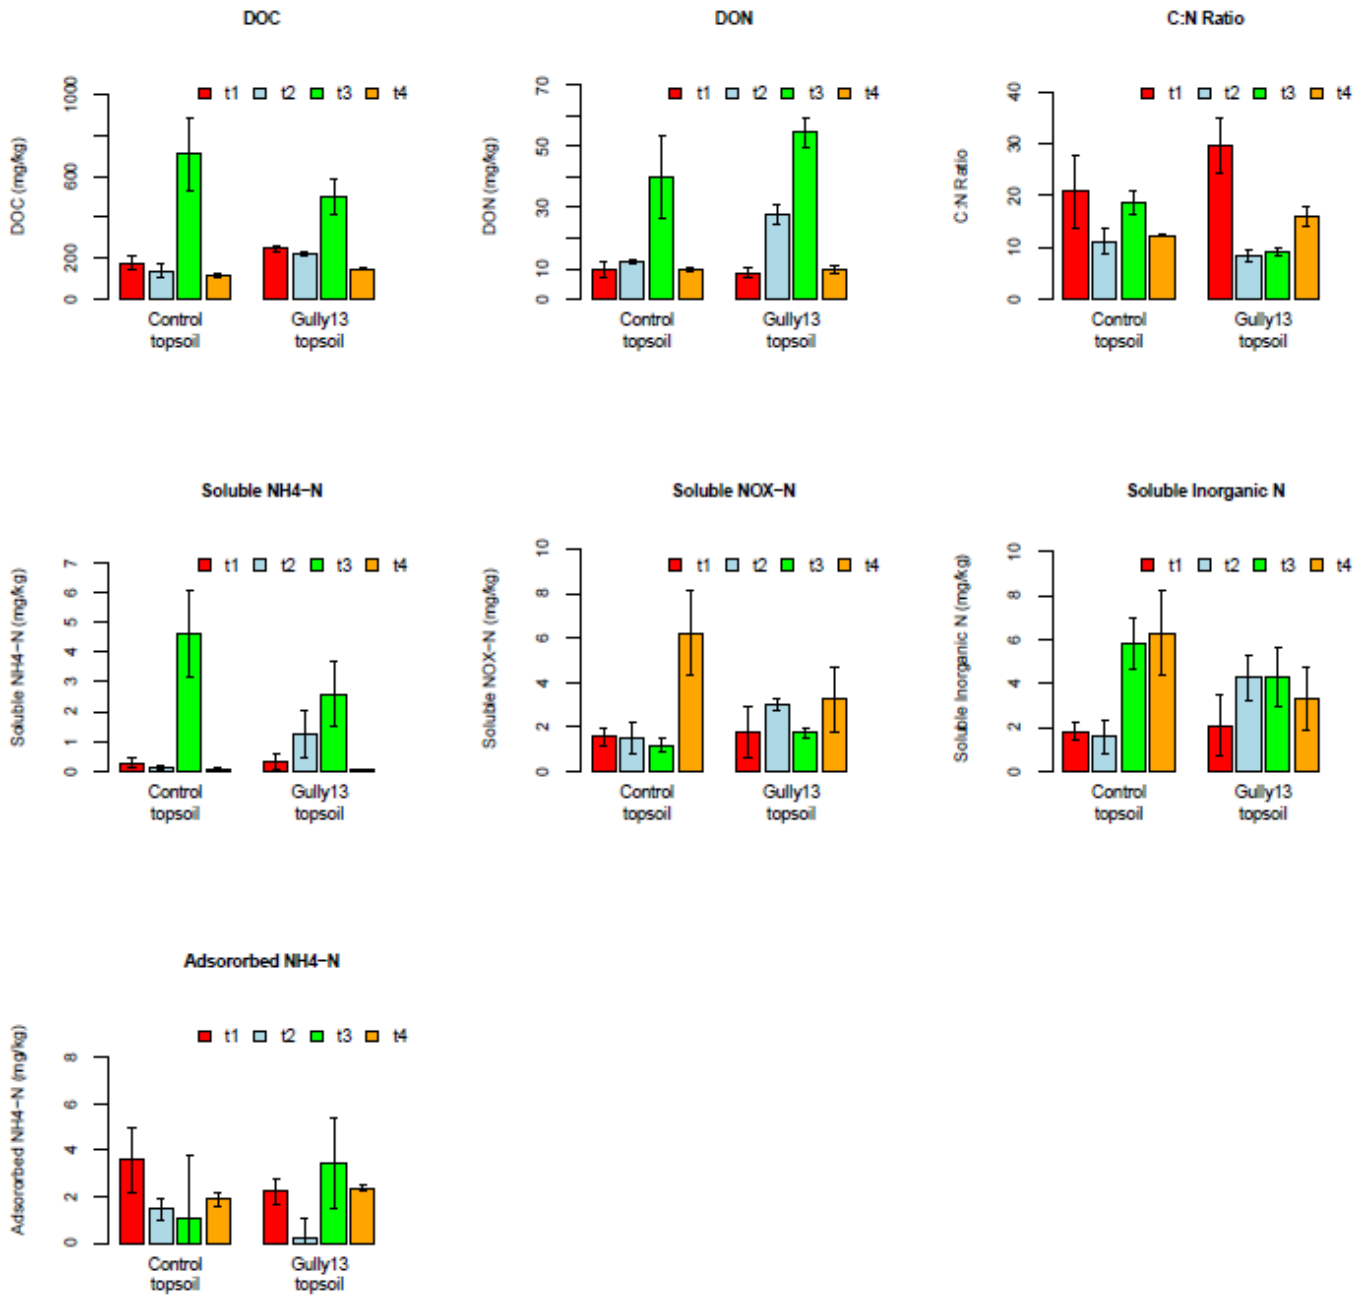 DOC
DON
C:N Ratio
t1 t2 t3 t4
t1 t2 t3 t4
t1 t2 t3 t4
DOC (mg/kg)
0 200 600 1000
DON (mg/kg)
0 10 30 50 70
C:N Ratio
0 10 20 30 40
Control
topsoil
Gully13
topsoil
Control
topsoil
Gully13
topsoil
Control
topsoil
Gully13
topsoil
Soluble NH4-N
Soluble NOX-N
Soluble Inorganic N
t1 t2 t3 t4
t1 t2 t3 t4
t1 t2 t3 t4
Soluble NH4-N (mg/kg)
0 1 2 3 4 5 6 7
Soluble NOX-N (mg/kg)
0 2 4 6 8 10
Soluble Inorganic N (mg/kg)
0 2 4 6 8 10
Control
topsoil
Gully13
topsoil
Control
topsoil
Gully13
topsoil
Control
topsoil
Gully13
topsoil
Adsororbed NH4-N
t1 t2 t3 t4
Adsororbed NH4-N (mg/kg)
0 2 4 6 8
Control
topsoil
Gully13
topsoil